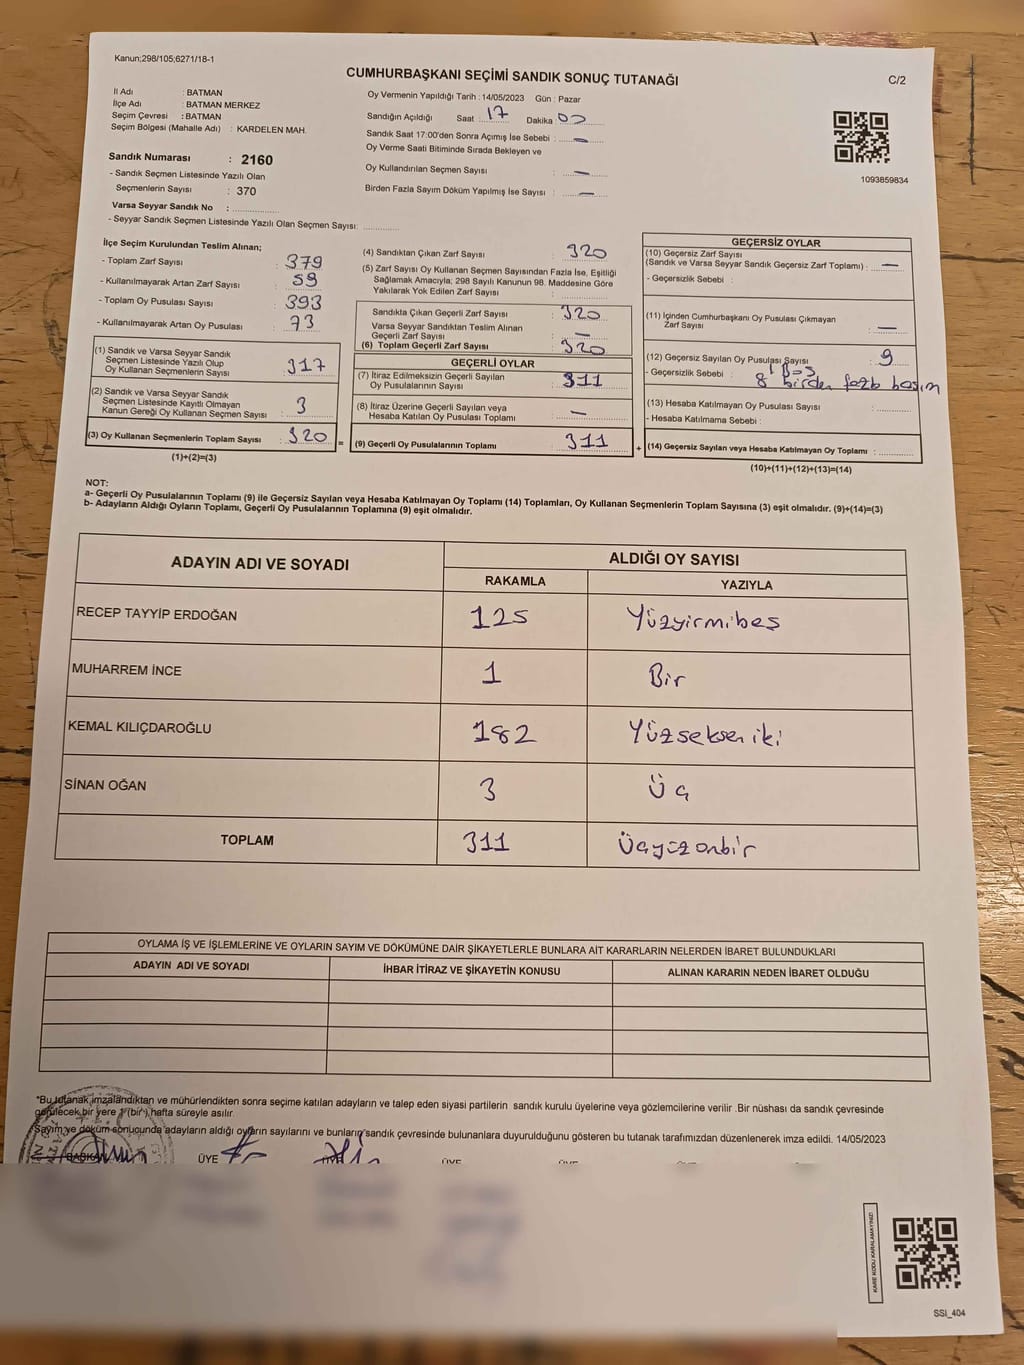 Kanun;298/105;6271/18-1
CUMHURBAŞKANI SEÇİMİ SANDIK SONUÇ TUTANAĞI
C/2
İl Adı : BATMAN
İlçe Adı : BATMAN MERKEZ
Seçim Çevresi : BATMAN
Seçim Bölgesi (Mahalle Adı) : KARDELEN MAH.
Sandık Numarası : 2160
- Sandık Seçmen Listesinde Yazılı Olan
Seçmenlerin Sayısı : 370
Varsa Seyyar Sandık No :
- Seyyar Sandık Seçmen Listesinde Yazılı Olan Seçmen Sayısı:
Oy Vermenin Yapıldığı Tarih : 14/05/2023 Gün : Pazar
Sandığın Açıldığı Saat : 17 Dakika : 00
Sandık Saat 17:00'den Sonra Açımış İse Sebebi : —
Oy Verme Saati Bitiminde Sırada Bekleyen ve
Oy Kullandırılan Seçmen Sayısı : —
Birden Fazla Sayım Döküm Yapılmış İse Sayısı : —
1093859834
İlçe Seçim Kurulundan Teslim Alınan;
- Toplam Zarf Sayısı : 379
- Kullanılmayarak Artan Zarf Sayısı : 59
- Toplam Oy Pusulası Sayısı : 393
- Kullanılmayarak Artan Oy Pusulası : 73
(1) Sandık ve Varsa Seyyar Sandık
Seçmen Listesinde Yazılı Olup
Oy Kullanan Seçmenlerin Sayısı : 317
(2) Sandık ve Varsa Seyyar Sandık
Seçmen Listesinde Kayıtlı Olmayan
Kanun Gereği Oy Kullanan Seçmen Sayısı : 3
(3) Oy Kullanan Seçmenlerin Toplam Sayısı : 320 =
(1)+(2)=(3)
(4) Sandıktan Çıkan Zarf Sayısı : 320
(5) Zarf Sayısı Oy Kullanan Seçmen Sayısından Fazla İse, Eşitliği
Sağlamak Amacıyla; 298 Sayılı Kanunun 98. Maddesine Göre
Yakılarak Yok Edilen Zarf Sayısı :
Sandıkta Çıkan Geçerli Zarf Sayısı : 320
Varsa Seyyar Sandıktan Teslim Alınan
Geçerli Zarf Sayısı : —
(6) Toplam Geçerli Zarf Sayısı : 320
GEÇERLİ OYLAR
(7) İtiraz Edilmeksizin Geçerli Sayılan
Oy Pusulalarının Sayısı : 311
(8) İtiraz Üzerine Geçerli Sayılan veya
Hesaba Katılan Oy Pusulası Toplamı : —
(9) Geçerli Oy Pusulalarının Toplamı : 311 +
GEÇERSİZ OYLAR
(10) Geçersiz Zarf Sayısı
(Sandık ve Varsa Seyyar Sandık Geçersiz Zarf Toplamı) : —
- Geçersizlik Sebebi :
(11) İçinden Cumhurbaşkanı Oy Pusulası Çıkmayan
Zarf Sayısı : —
(12) Geçersiz Sayılan Oy Pusulası Sayısı : 9
- Geçersizlik Sebebi : 1 Boş
8 birden fazla basım
(13) Hesaba Katılmayan Oy Pusulası Sayısı :
- Hesaba Katılmama Sebebi :
(14) Geçersiz Sayılan veya Hesaba Katılmayan Oy Toplamı :
(10)+(11)+(12)+(13)=(14)
NOT:
a- Geçerli Oy Pusulalarının Toplamı (9) ile Geçersiz Sayılan veya Hesaba Katılmayan Oy Toplamı (14) Toplamları, Oy Kullanan Seçmenlerin Toplam Sayısına (3) eşit olmalıdır. (9)+(14)=(3)
b- Adayların Aldığı Oyların Toplamı, Geçerli Oy Pusulalarının Toplamına (9) eşit olmalıdır.
ADAYIN ADI VE SOYADI
ALDIĞI OY SAYISI
RAKAMLA YAZIYLA
RECEP TAYYİP ERDOĞAN 125 Yüzyirmibeş
MUHARREM İNCE 1 Bir
KEMAL KILIÇDAROĞLU 182 Yüzseksen iki
SİNAN OĞAN 3 Üç
TOPLAM 311 Üçyüzonbir
OYLAMA İŞ VE İŞLEMLERİNE VE OYLARIN SAYIM VE DÖKÜMÜNE DAİR ŞİKAYETLERLE BUNLARA AİT KARARLARIN NELERDEN İBARET BULUNDUKLARI
ADAYIN ADI VE SOYADI İHBAR İTİRAZ VE ŞİKAYETİN KONUSU ALINAN KARARIN NEDEN İBARET OLDUĞU
*Bu tutanak imzalandıktan ve mühürlendikten sonra seçime katılan adayların ve talep eden siyasi partilerin sandık kurulu üyelerine veya gözlemcilerine verilir .Bir nüshası da sandık çevresinde
görülecek bir yere 1 (bir) hafta süreyle asılır.
Sayım ve döküm sonucunda adayların aldığı oyların sayılarını ve bunların sandık çevresinde bulunanlara duyurulduğunu gösteren bu tutanak tarafımızdan düzenlenerek imza edildi. 14/05/2023
BAŞKAN ÜYE ÜYE ÜYE
KARE KODU KARALAMAYINIZ!
SSİ_404